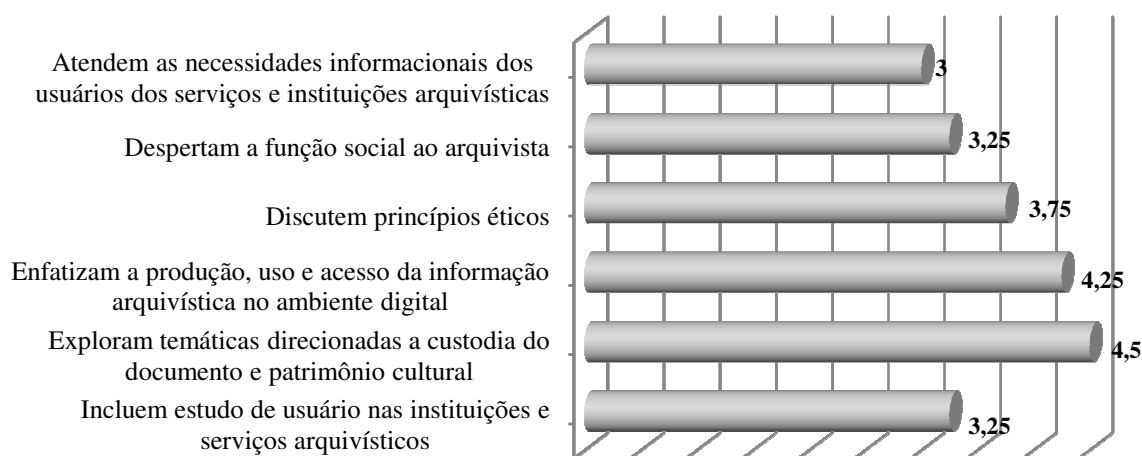 Atendem as necessidades informacionais dos
usuários dos serviços e instituições arquivísticas
3
Despertam a função social ao arquivista
3,25
Discutem princípios éticos
3,75
Enfatizam a produção, uso e acesso da informação
arquivística no ambiente digital
4,25
Exploram temáticas direcionadas a custodia do
documento e patrimônio cultural
4,5
Incluem estudo de usuário nas instituições e
serviços arquivísticos
3,25